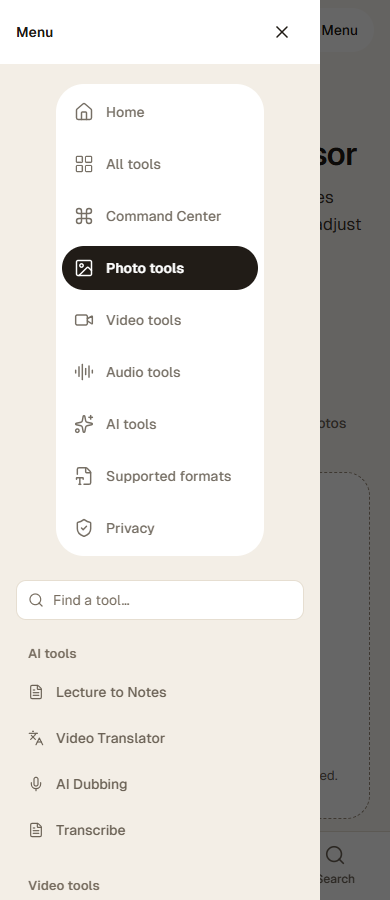 Menu
Menu
Home
All tools
Command Center
Photo tools
Video tools
Audio tools
AI tools
Supported formats
Privacy
Find a tool...
AI tools
Lecture to Notes
Video Translator
AI Dubbing
Transcribe
Video tools
Search